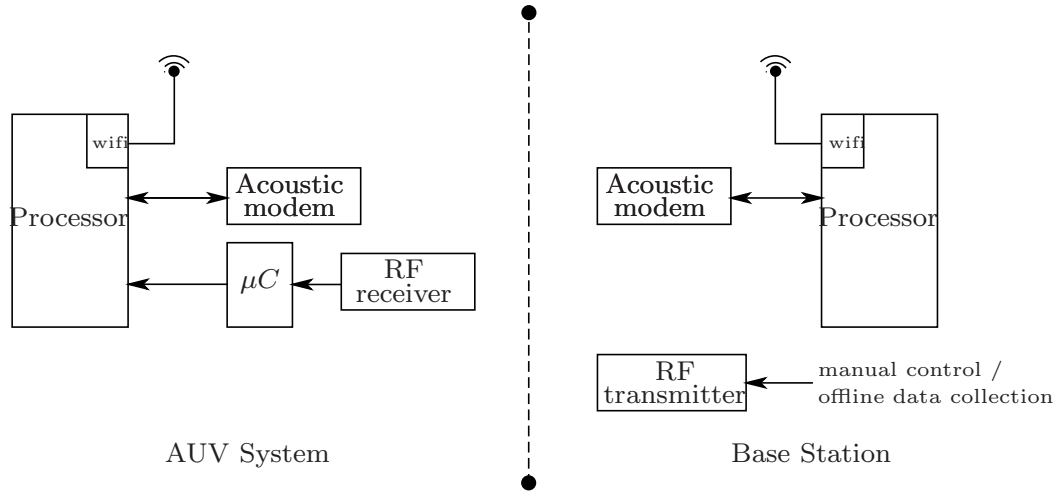 wifi
Processor
Acoustic
modem
μC
RF
receiver
AUV System
wifi
Acoustic
modem
Processor
RF
transmitter
manual control /
offline data collection
Base Station